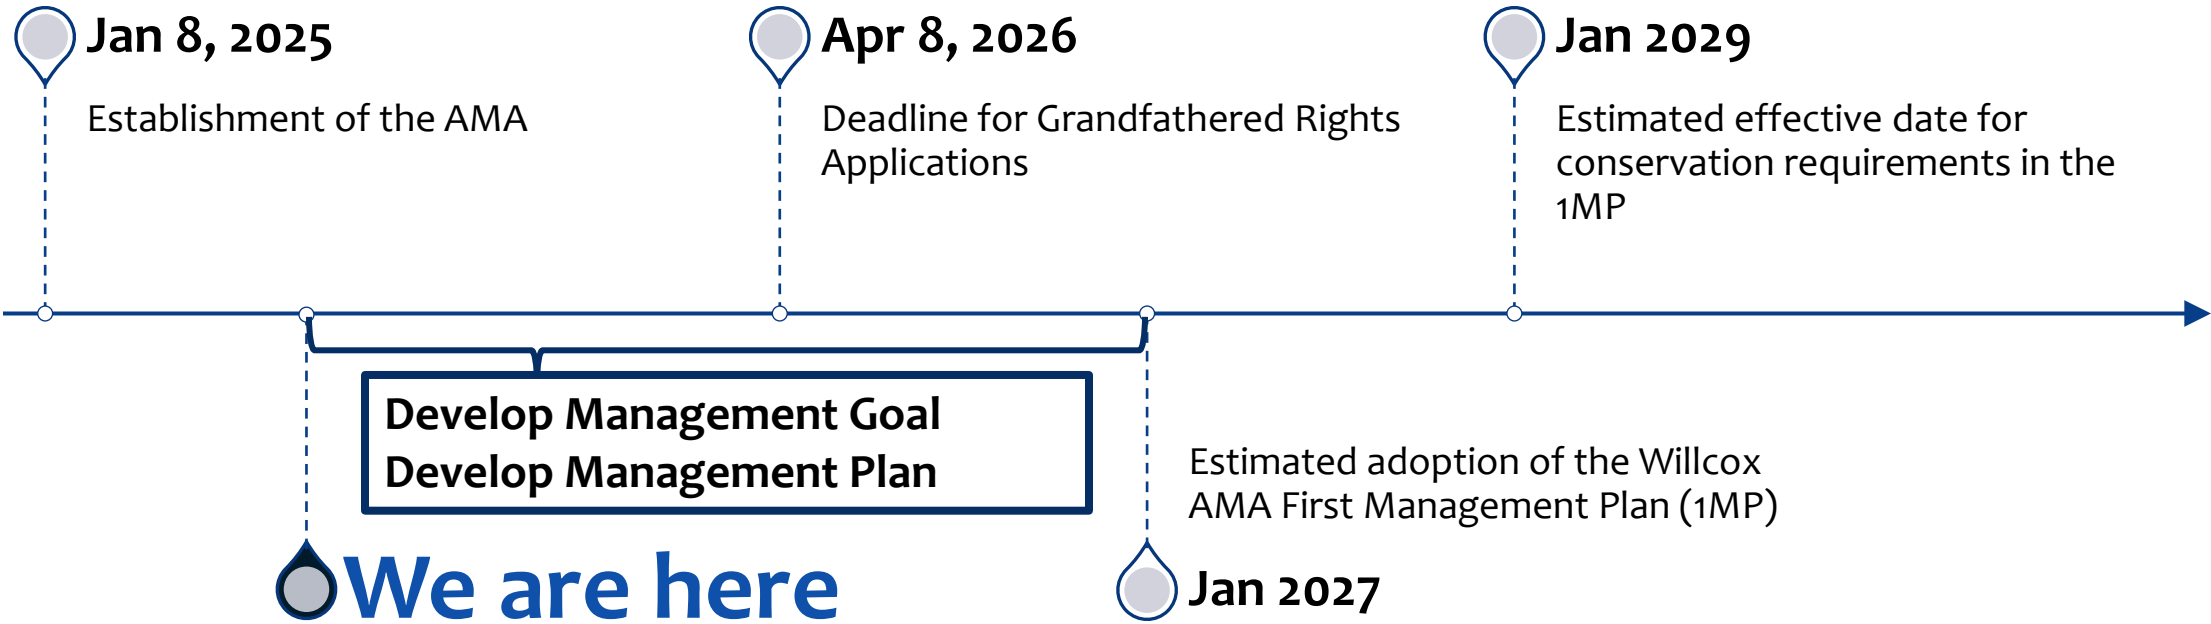 Jan 8, 2025
Establishment of the AMA
Apr 8, 2026
Deadline for Grandfathered Rights
Applications
Jan 2029
Estimated effective date for
conservation requirements in the
1MP
Develop Management Goal
Develop Management Plan
We are here
Estimated adoption of the Willcox
AMA First Management Plan (1MP)
Jan 2027